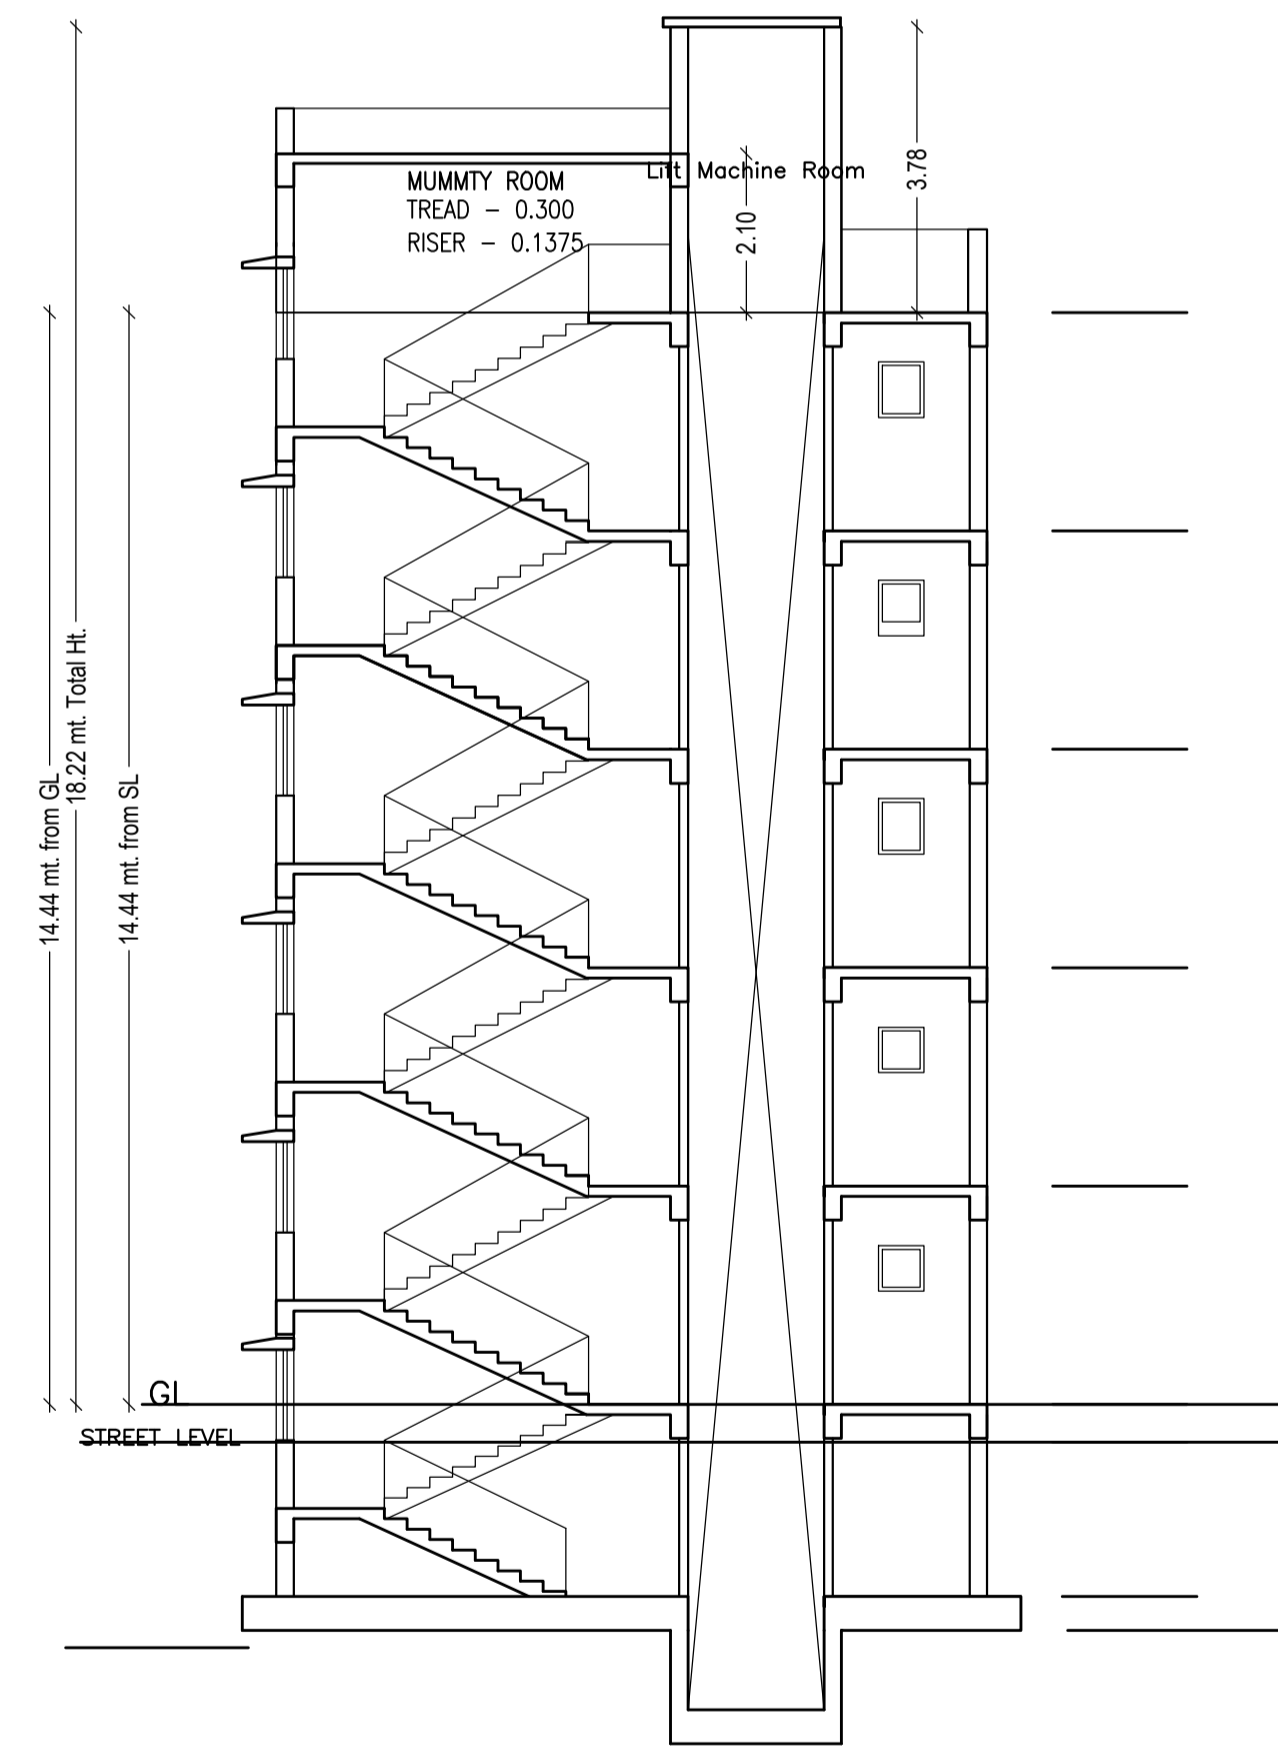 MUMMTY ROOM
TREAD - 0.300
RISER - 0.1375
Lift Machine Room
3.78
2.10
14.44 mt. from GL
18.22 mt. Total Ht.
14.44 mt. from SL
GL
STREET LEVEL